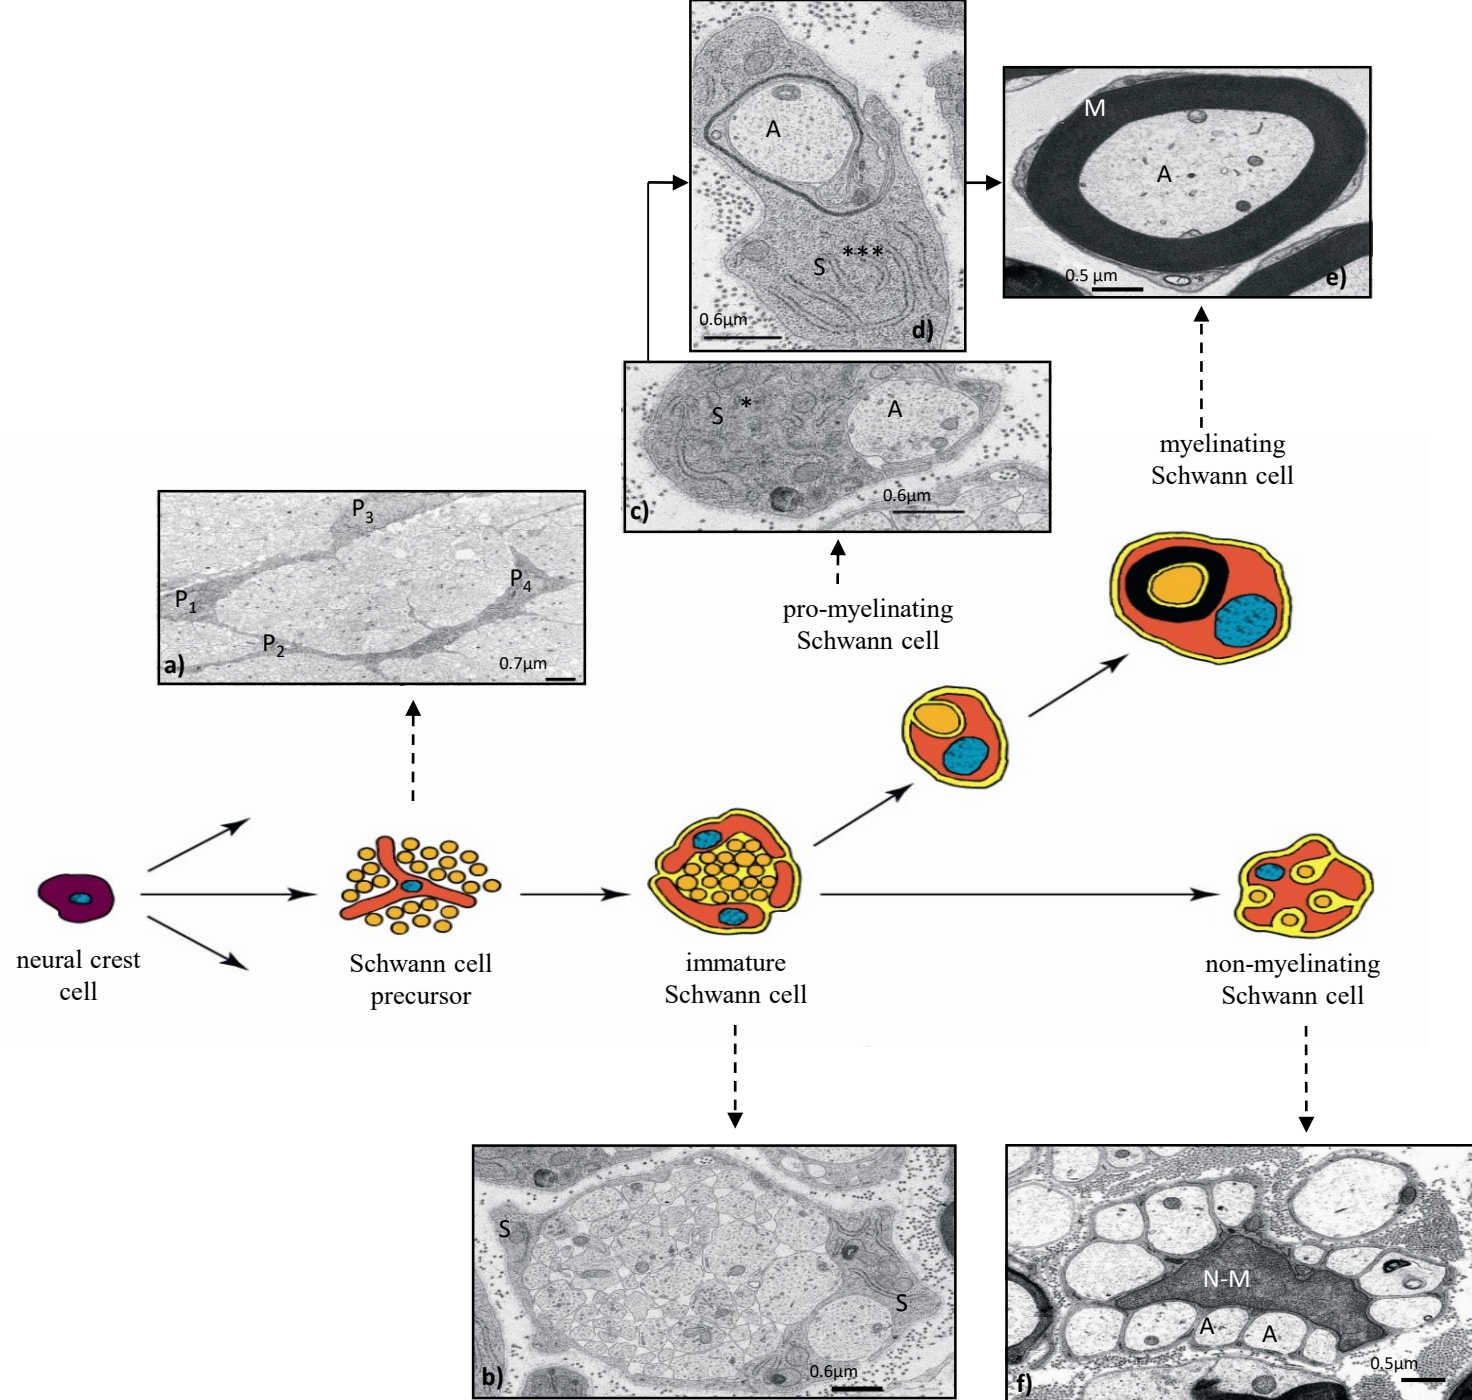 A
S
***
0.6µm
d)
M
A
0.5 µm
e)
S
*
A
0.6µm
c)
myelinating
Schwann cell
P3
P1
P4
P2
0.7µm
a)
pro-myelinating
Schwann cell
neural crest
cell
Schwann cell
precursor
immature
Schwann cell
non-myelinating
Schwann cell
S
S
0.6µm
b)
N-M
A
A
0.5µm
f)